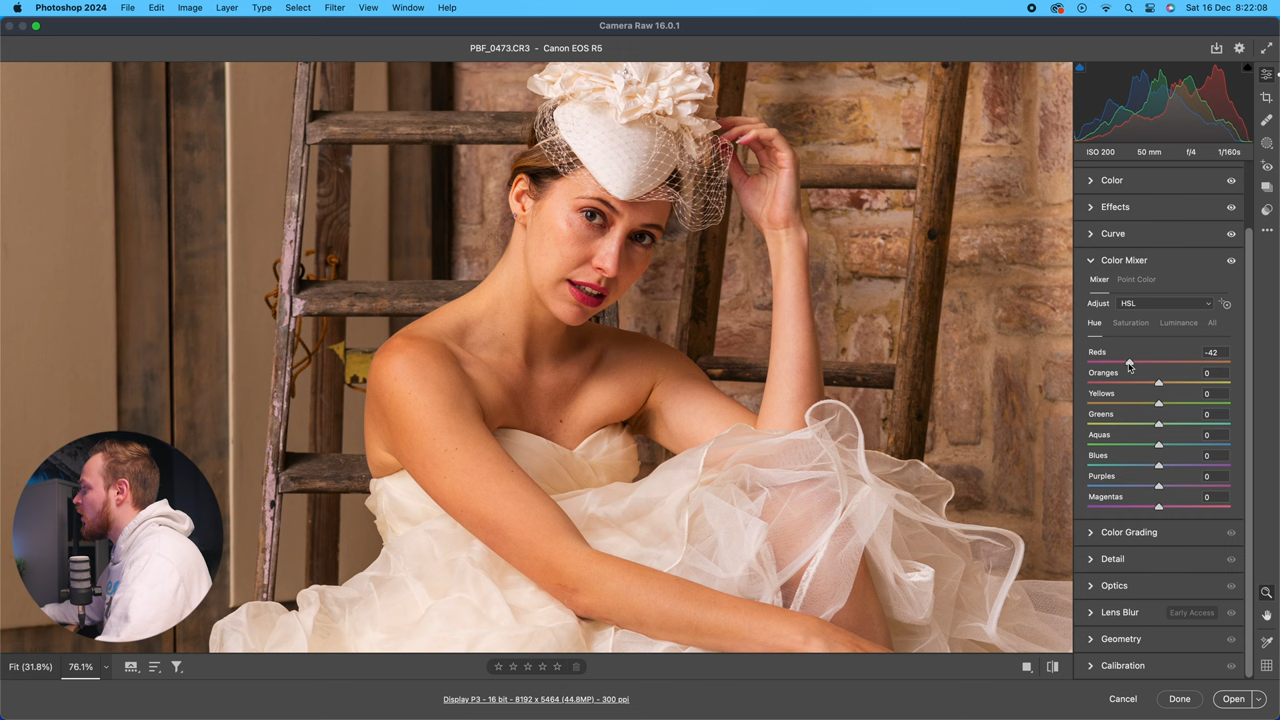 Photoshop 2024 File Edit Image Layer Type Select Filter View Window Help Sat 16 Dec 8:22:08
Camera Raw 16.0.1
PBF_0473.CR3 - Canon EOS R5
ISO 200 50 mm f/4 1/160s
Color
Effects
Curve
Color Mixer
Mixer Point Color
Adjust HSL
Hue Saturation Luminance All
Reds -42
Oranges 0
Yellows 0
Greens 0
Aquas 0
Blues 0
Purples 0
Magentas 0
Color Grading
Detail
Optics
Lens Blur Early Access
Geometry
Calibration
Fit (31.8%) 76.1%
Display P3 - 16 bit - 8192 x 5464 (44.8MP) - 300 ppi
Cancel Done Open